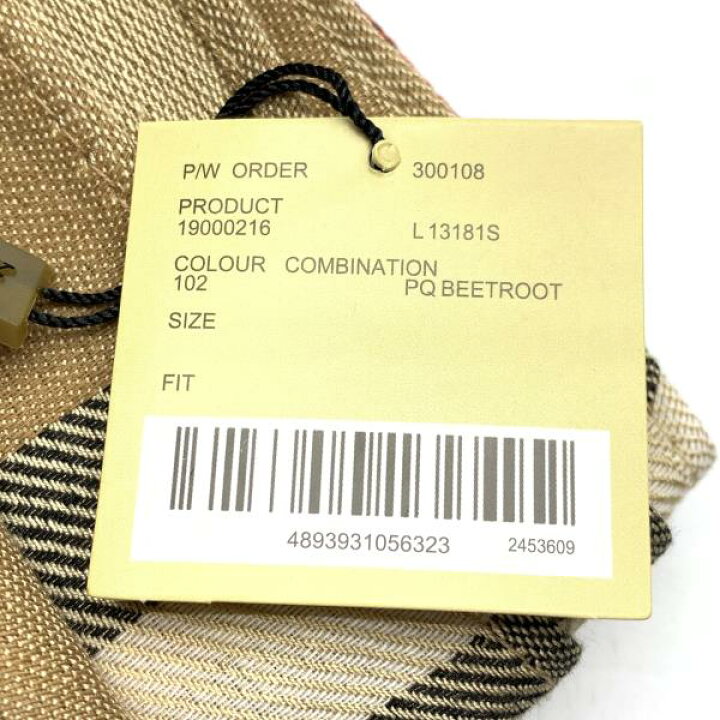 P/W ORDER 300108
PRODUCT
19000216 L 13181S
COLOUR COMBINATION
102 PQ BEETROOT
SIZE
FIT
4893931056323 2453609